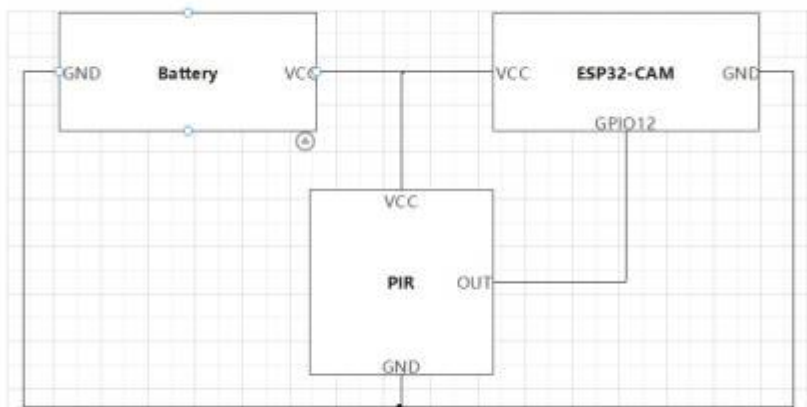 GND Battery VCC
VCC ESP32-CAM GND
GPIO12
VCC
PIR OUT
GND